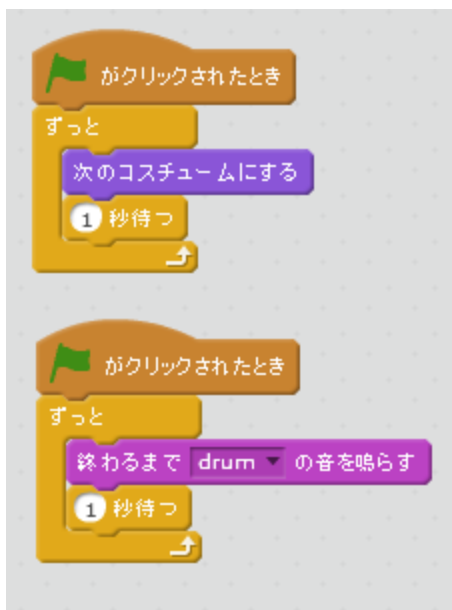 がクリックされたとき
ずっと
次のコスチュームにする
1 秒待つ
がクリックされたとき
ずっと
終わるまで drum の音を鳴らす
1 秒待つ